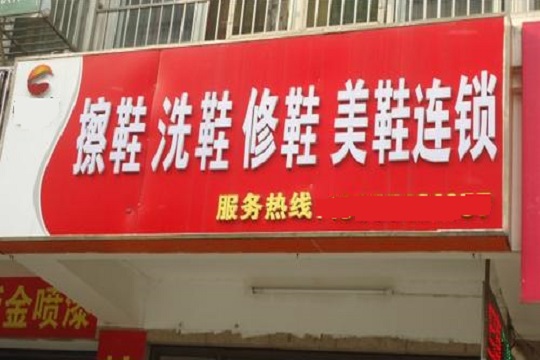 擦鞋 洗鞋 修鞋 美鞋连锁
服务热线
金喷漆